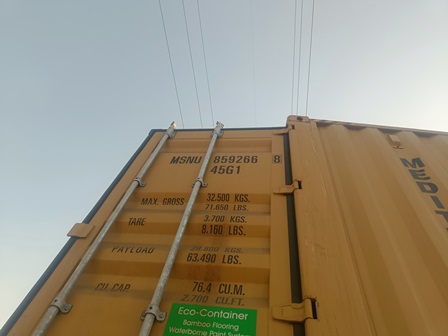 MSNU 859266 8
45G1
MAX. GROSS 32.500 KGS.
71.650 LBS.
TARE 3.700 KGS.
8.160 LBS.
PAYLOAD 28.800 KGS.
63.490 LBS.
CU.CAP 76.4 CU.M.
2.700 CU.FT.
Eco-Container
Bamboo Flooring
Waterborne Paint System
MEDI